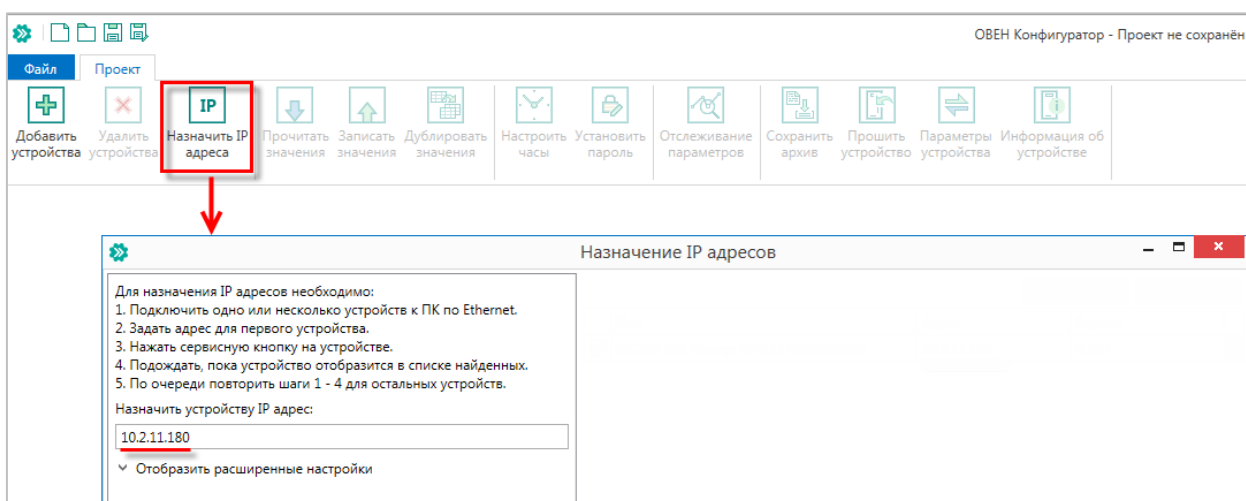 ОВЕН Конфигуратор - Проект не сохранён
Файл Проект
IP
Добавить устройства
Удалить устройства
Назначить IP адреса
Прочитать значения
Записать значения
Дублировать значения
Настроить часы
Установить пароль
Отслеживание параметров
Сохранить архив
Прошить устройство
Параметры устройства
Информация об устройстве
Назначение IP адресов
Для назначения IP адресов необходимо:
1. Подключить одно или несколько устройств к ПК по Ethernet.
2. Задать адрес для первого устройства.
3. Нажать сервисную кнопку на устройстве.
4. Подождать, пока устройство отобразится в списке найденных.
5. По очереди повторить шаги 1 - 4 для остальных устройств.
Назначить устройству IP адрес:
10.2.11.180
Отобразить расширенные настройки